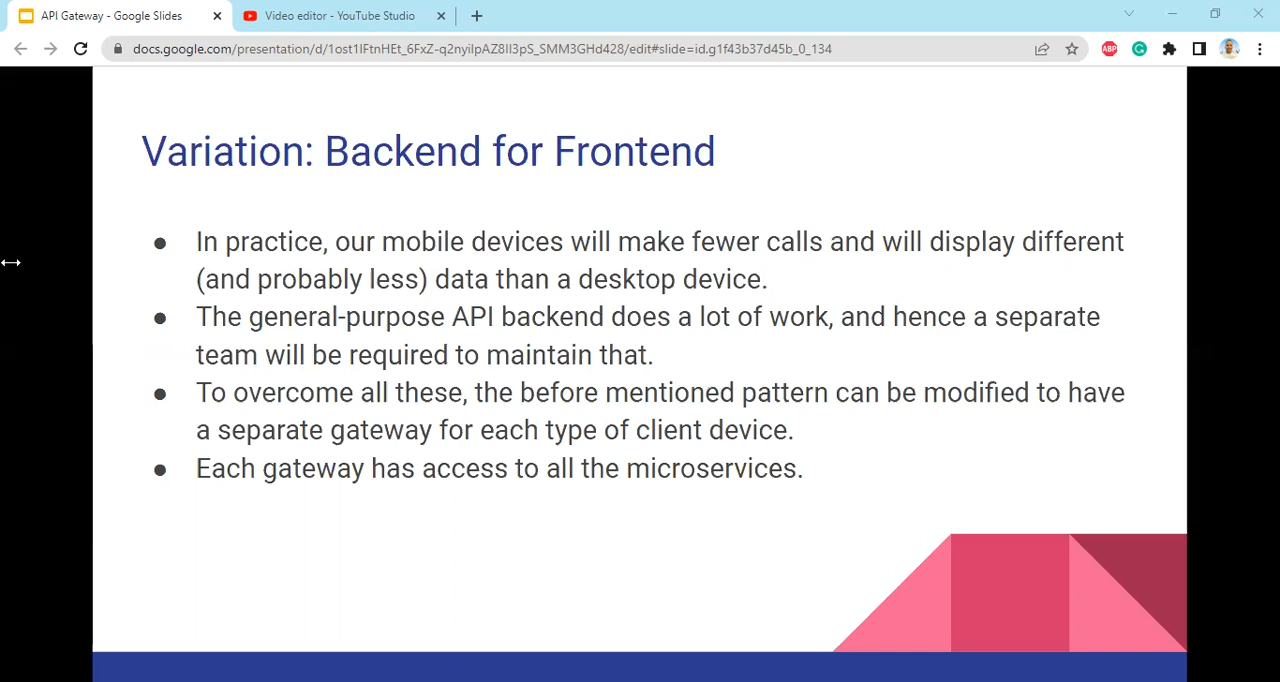 API Gateway - Google Slides
Video editor - YouTube Studio
docs.google.com/presentation/d/1ost1IFtnHEt_6FxZ-q2nyiIpAZ8II3pS_SMM3GHd428/edit#slide=id.g1f43b37d45b_0_134
ABP
Variation: Backend for Frontend
● In practice, our mobile devices will make fewer calls and will display different
(and probably less) data than a desktop device.
● The general-purpose API backend does a lot of work, and hence a separate
team will be required to maintain that.
● To overcome all these, the before mentioned pattern can be modified to have
a separate gateway for each type of client device.
● Each gateway has access to all the microservices.